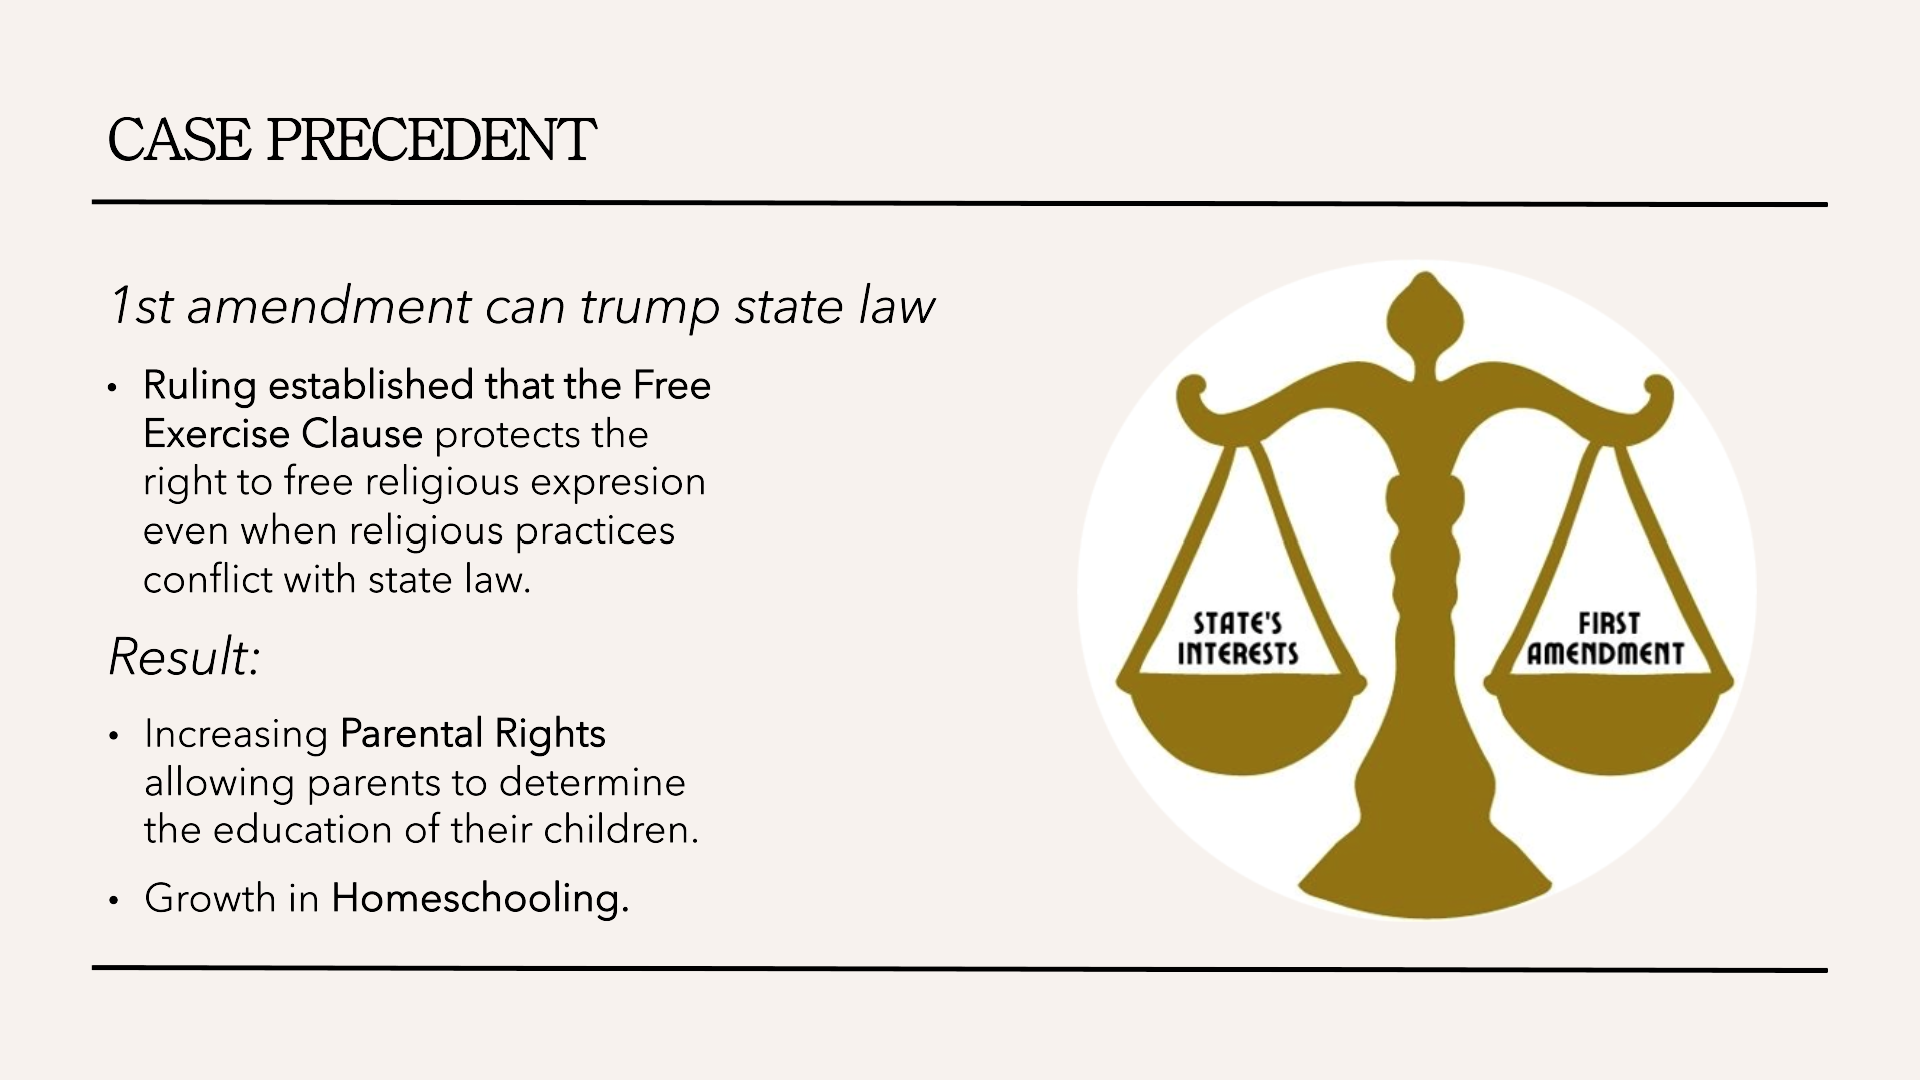 CASE PRECEDENT
1st amendment can trump state law
• Ruling established that the Free
Exercise Clause protects the
right to free religious expresion
even when religious practices
conflict with state law.
Result:
• Increasing Parental Rights
allowing parents to determine
the education of their children.
• Growth in Homeschooling.
STATE'S
INTERESTS
FIRST
AMENDMENT